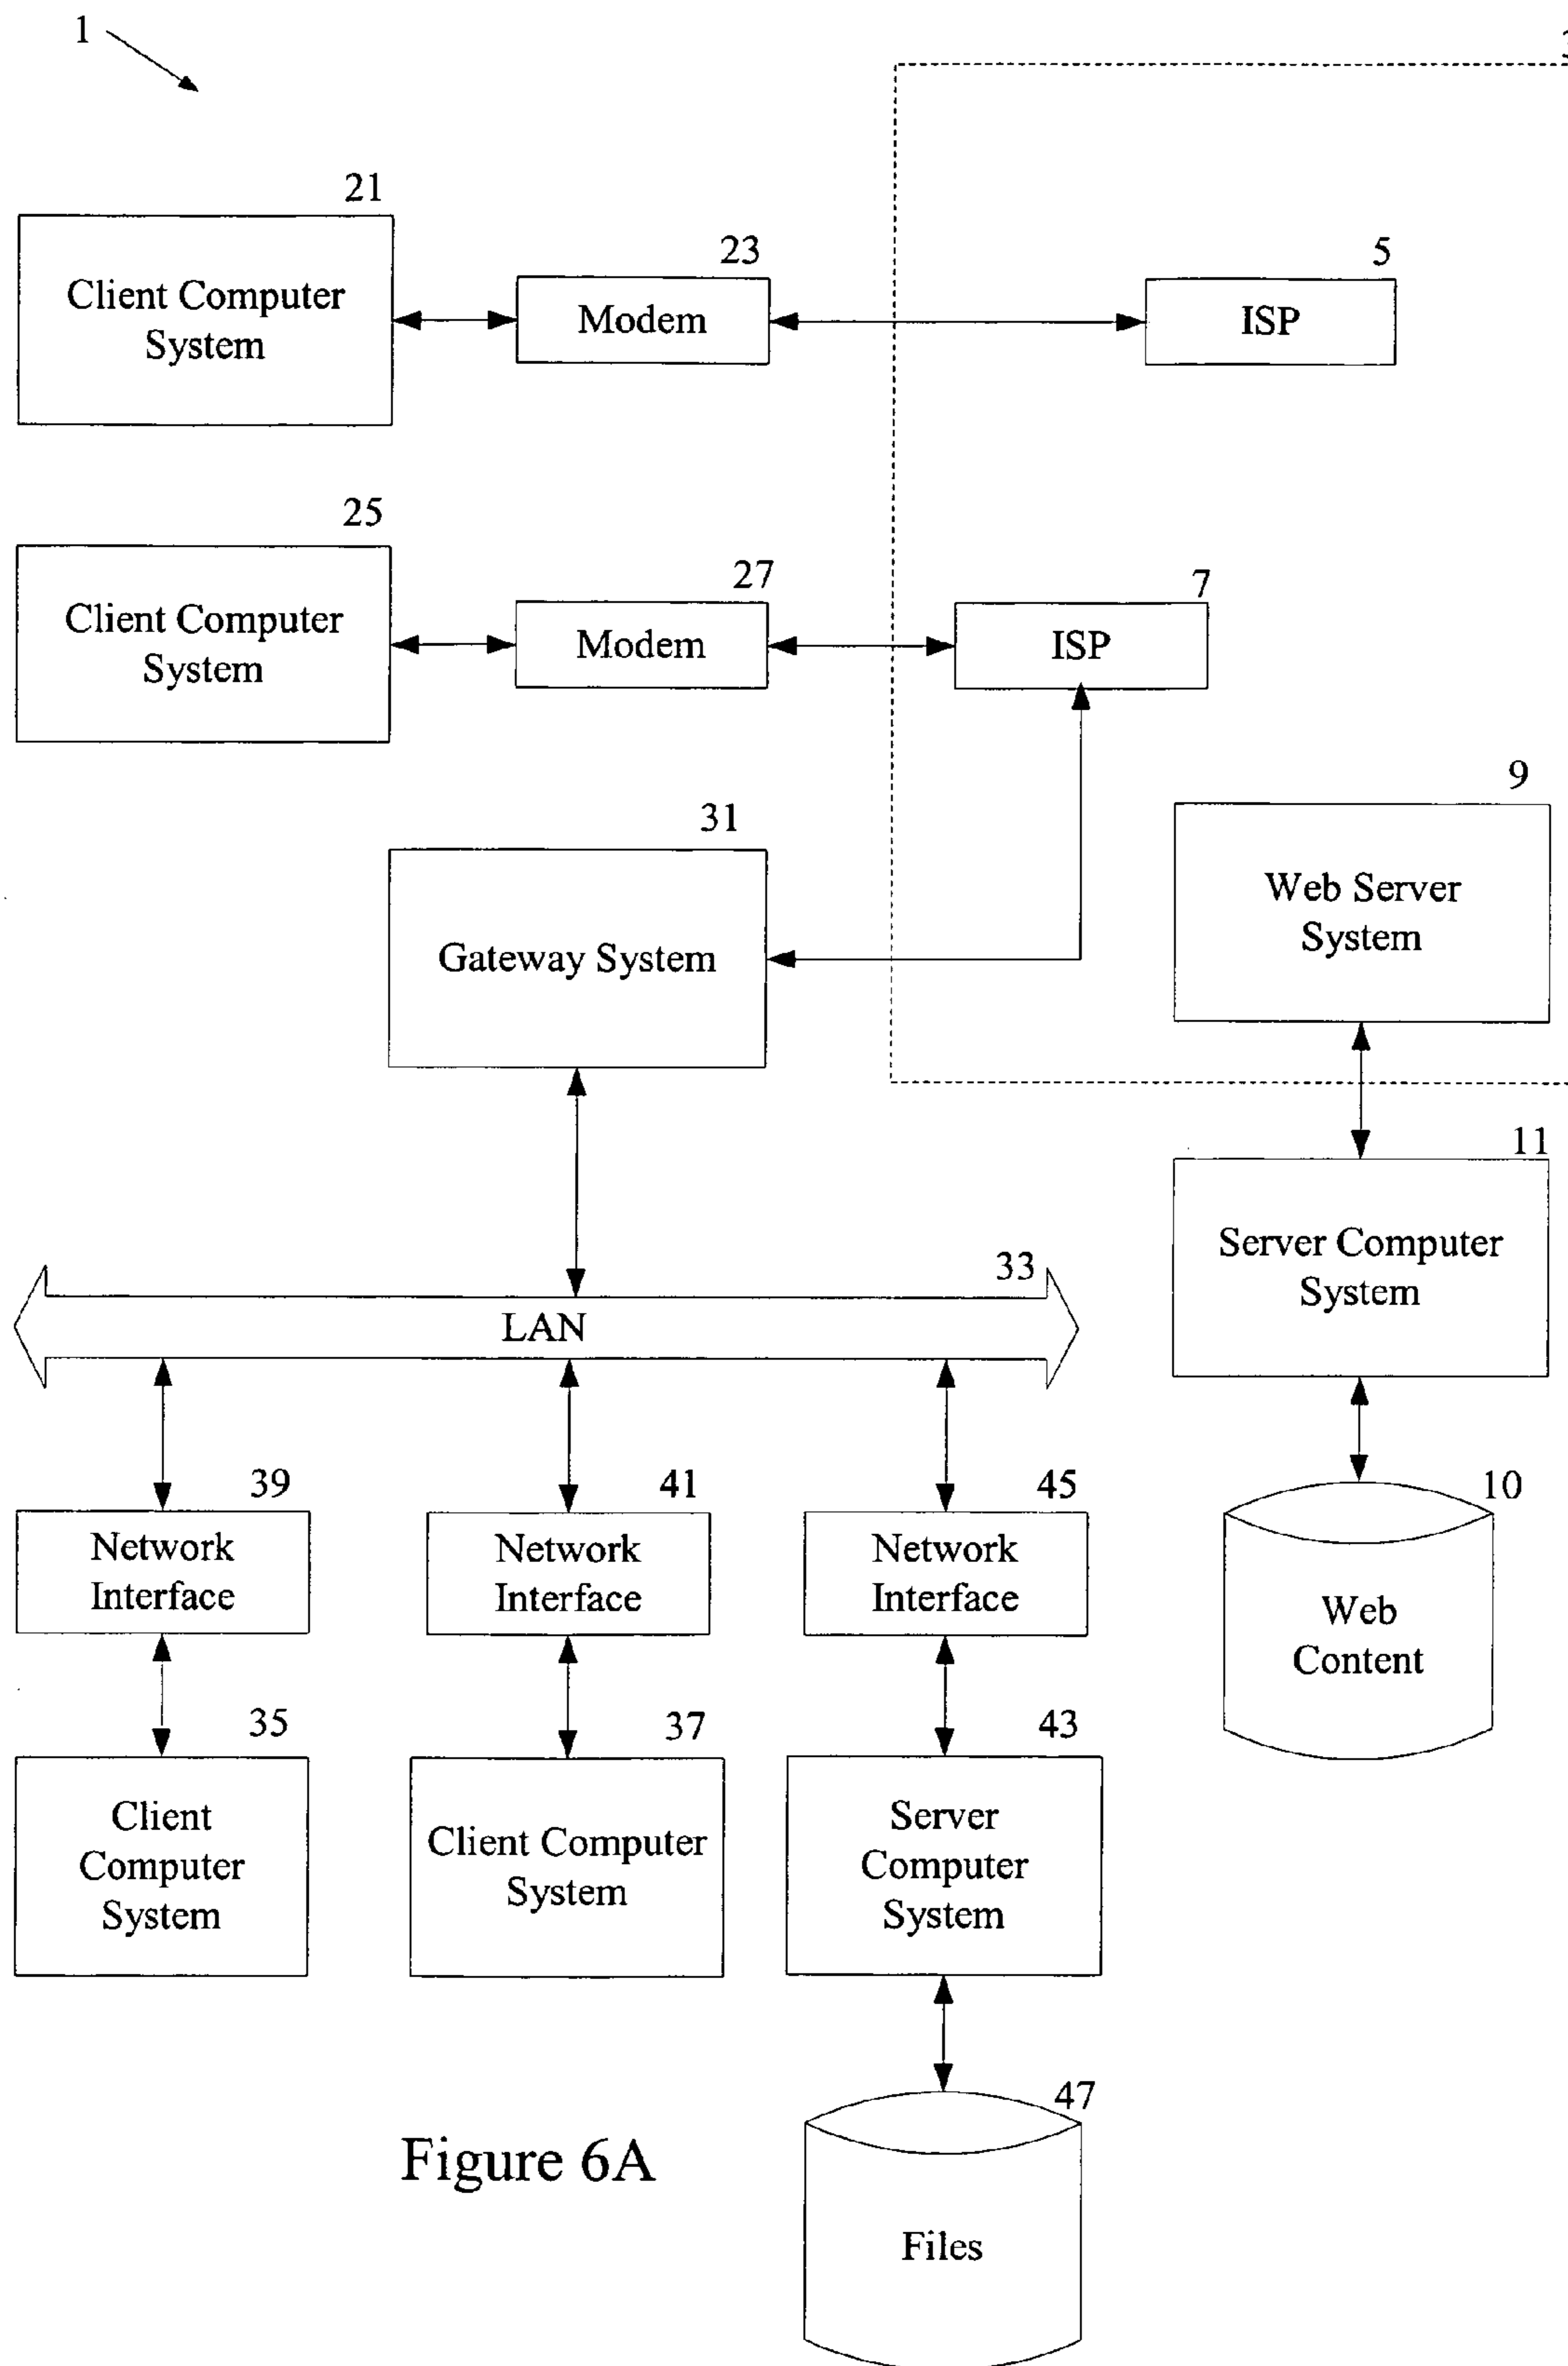 1
3
21
Client Computer
System
23
Modem
5
ISP
25
Client Computer
System
27
Modem
7
ISP
9
Web Server
System
31
Gateway System
11
Server Computer
System
33
LAN
39
Network
Interface
41
Network
Interface
45
Network
Interface
10
Web
Content
35
Client
Computer
System
37
Client Computer
System
43
Server
Computer
System
47
Files
Figure 6A